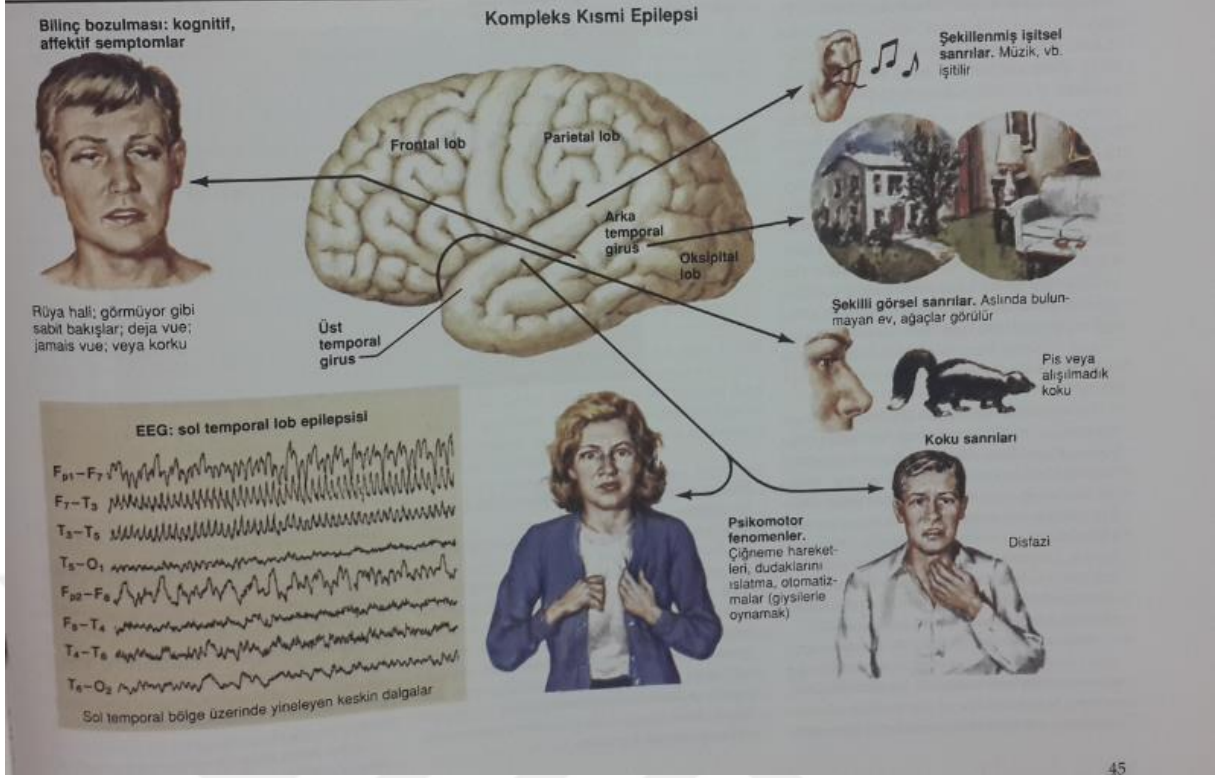 Kompleks Kısmi Epilepsi
Bilinç bozulması: kognitif,
affektif semptomlar
Rüya hali; görmüyor gibi
sabit bakışlar; deja vue;
jamais vue; veya korku
Frontal lob
Parietal lob
Arka
temporal
girus
Oksipital
lob
Üst
temporal
girus
Şekillenmiş işitsel
sanrılar. Müzik, vb.
işitilir
Şekilli görsel sanrılar. Aslında bulun-
mayan ev, ağaçlar görülür
Pis veya
alışılmadık
koku
Koku sanrıları
Psikomotor
fenomenler.
Çiğneme hareket-
leri, dudaklarını
ıslatma, otomatiz-
malar (giysilerle
oynamak)
Disfazi
EEG: sol temporal lob epilepsisi
Fp1–F7
F7–T3
T3–T5
T5–O1
Fp2–F8
F8–T4
T4–T6
T6–O2
Sol temporal bölge üzerinde yineleyen keskin dalgalar
45